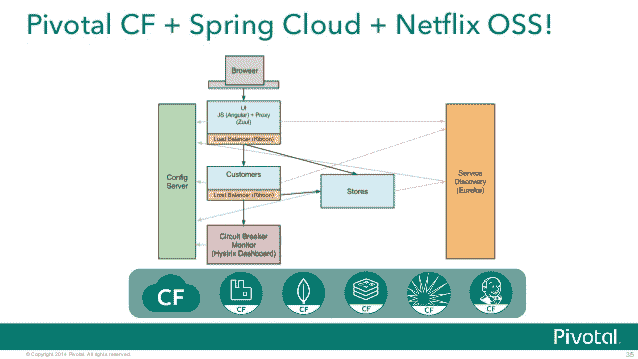 Pivotal CF + Spring Cloud + Netflix OSS!
Browser
UI
JS (Angular) + Proxy
(Zuul)
Load Balancer (Ribbon)
Config
Server
Customers
Load Balancer (Ribbon)
Stores
Service
Discovery
(Eureka)
Circuit Breaker
Monitor
(Hystrix Dashboard)
CF
CF
CF
CF
CF
CF
Pivotal
© Copyright 2014 Pivotal. All rights reserved.